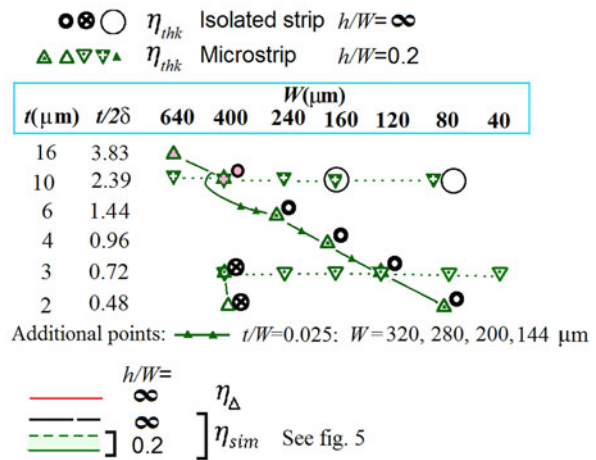 η_thk Isolated strip h/W= ∞
η_thk Microstrip h/W=0.2
W(μm)
t(μm) t/2δ 640 400 240 160 120 80 40
16 3.83
10 2.39
6 1.44
4 0.96
3 0.72
2 0.48
Additional points: t/W=0.025: W=320, 280, 200, 144 μm
h/W=
∞ η_Δ
∞
η_sim See fig. 5
0.2